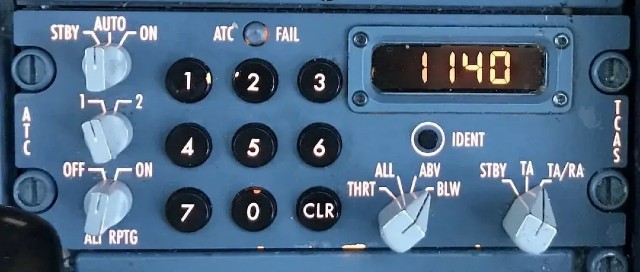 AUTO
STBY ON
ATC FAIL
1140
1 2 3
1 2
ATC
4 5 6
IDENT
TCAS
OFF ON
ALL ABV
THRT BLW
STBY TA TA/RA
7 0 CLR
ALT RPTG